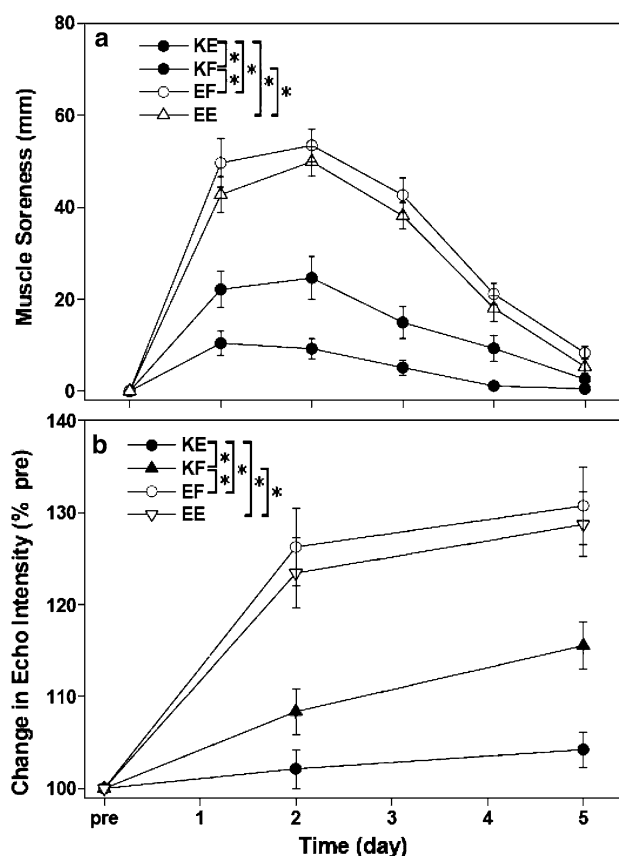 a
80
60
40
20
0
Muscle Soreness (mm)
KE
KF
EF
EE
* * * * *
b
140
130
120
110
100
Change in Echo Intensity (% pre)
KE
KF
EF
EE
* * * * *
pre 1 2 3 4 5
Time (day)